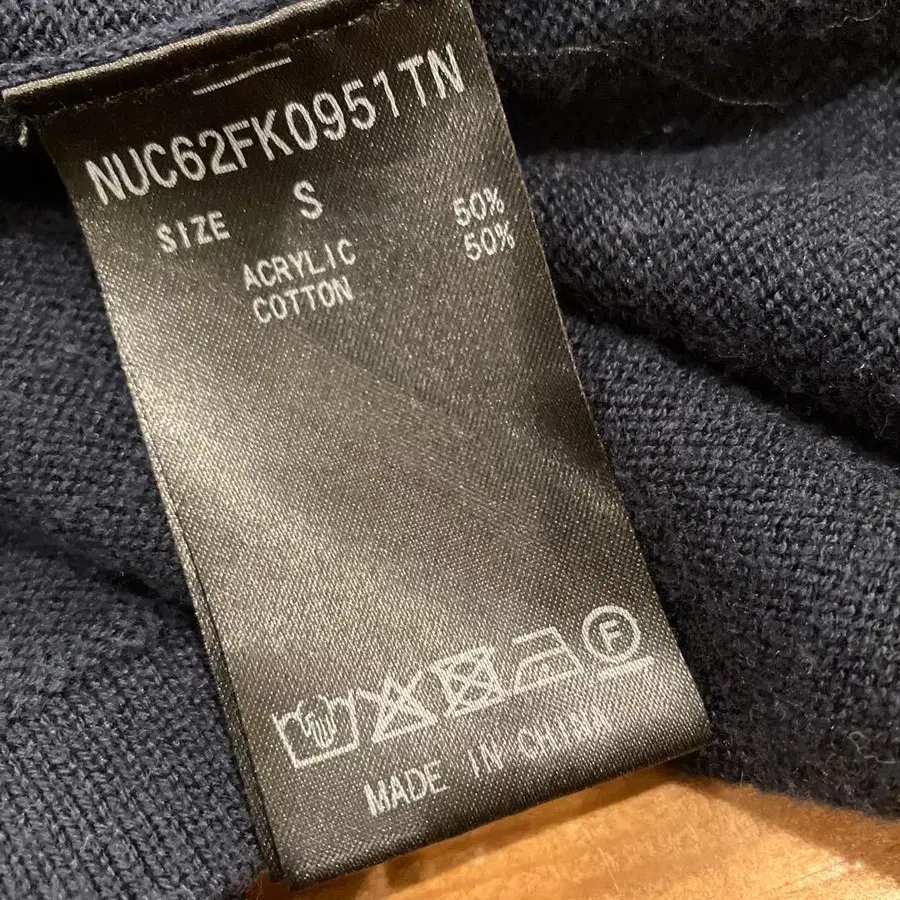 NUC62FK0951TN
SIZE S
ACRYLIC 50%
COTTON 50%
F
MADE IN CHINA